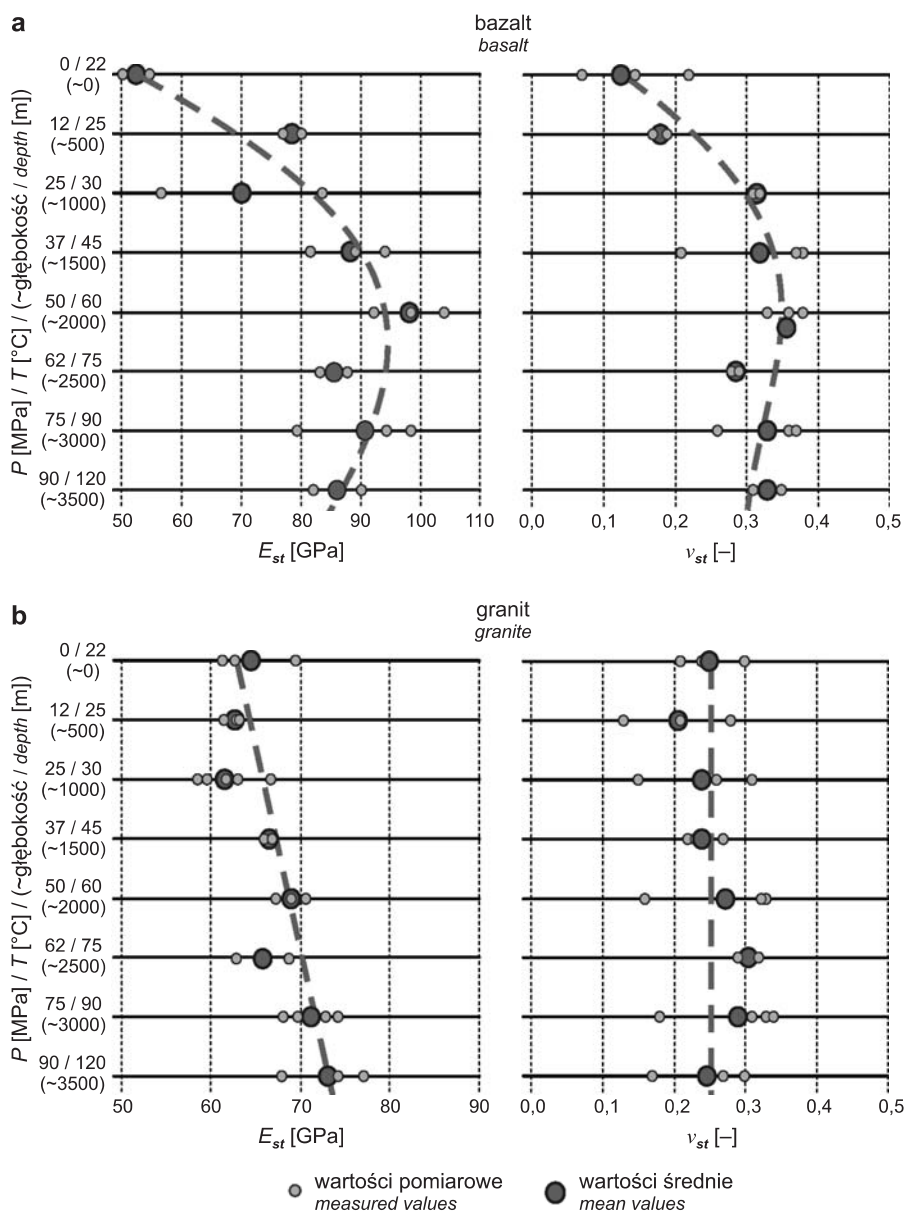 a
bazalt
basalt
P [MPa] / T [°C] / (~głębokość / depth [m])
0 / 22
(~0)
12 / 25
(~500)
25 / 30
(~1000)
37 / 45
(~1500)
50 / 60
(~2000)
62 / 75
(~2500)
75 / 90
(~3000)
90 / 120
(~3500)
50 60 70 80 90 100 110
E_st [GPa]
0,0 0,1 0,2 0,3 0,4 0,5
ν_st [–]
b
granit
granite
P [MPa] / T [°C] / (~głębokość / depth [m])
0 / 22
(~0)
12 / 25
(~500)
25 / 30
(~1000)
37 / 45
(~1500)
50 / 60
(~2000)
62 / 75
(~2500)
75 / 90
(~3000)
90 / 120
(~3500)
50 60 70 80 90
E_st [GPa]
0,0 0,1 0,2 0,3 0,4 0,5
ν_st [–]
wartości pomiarowe
measured values
wartości średnie
mean values